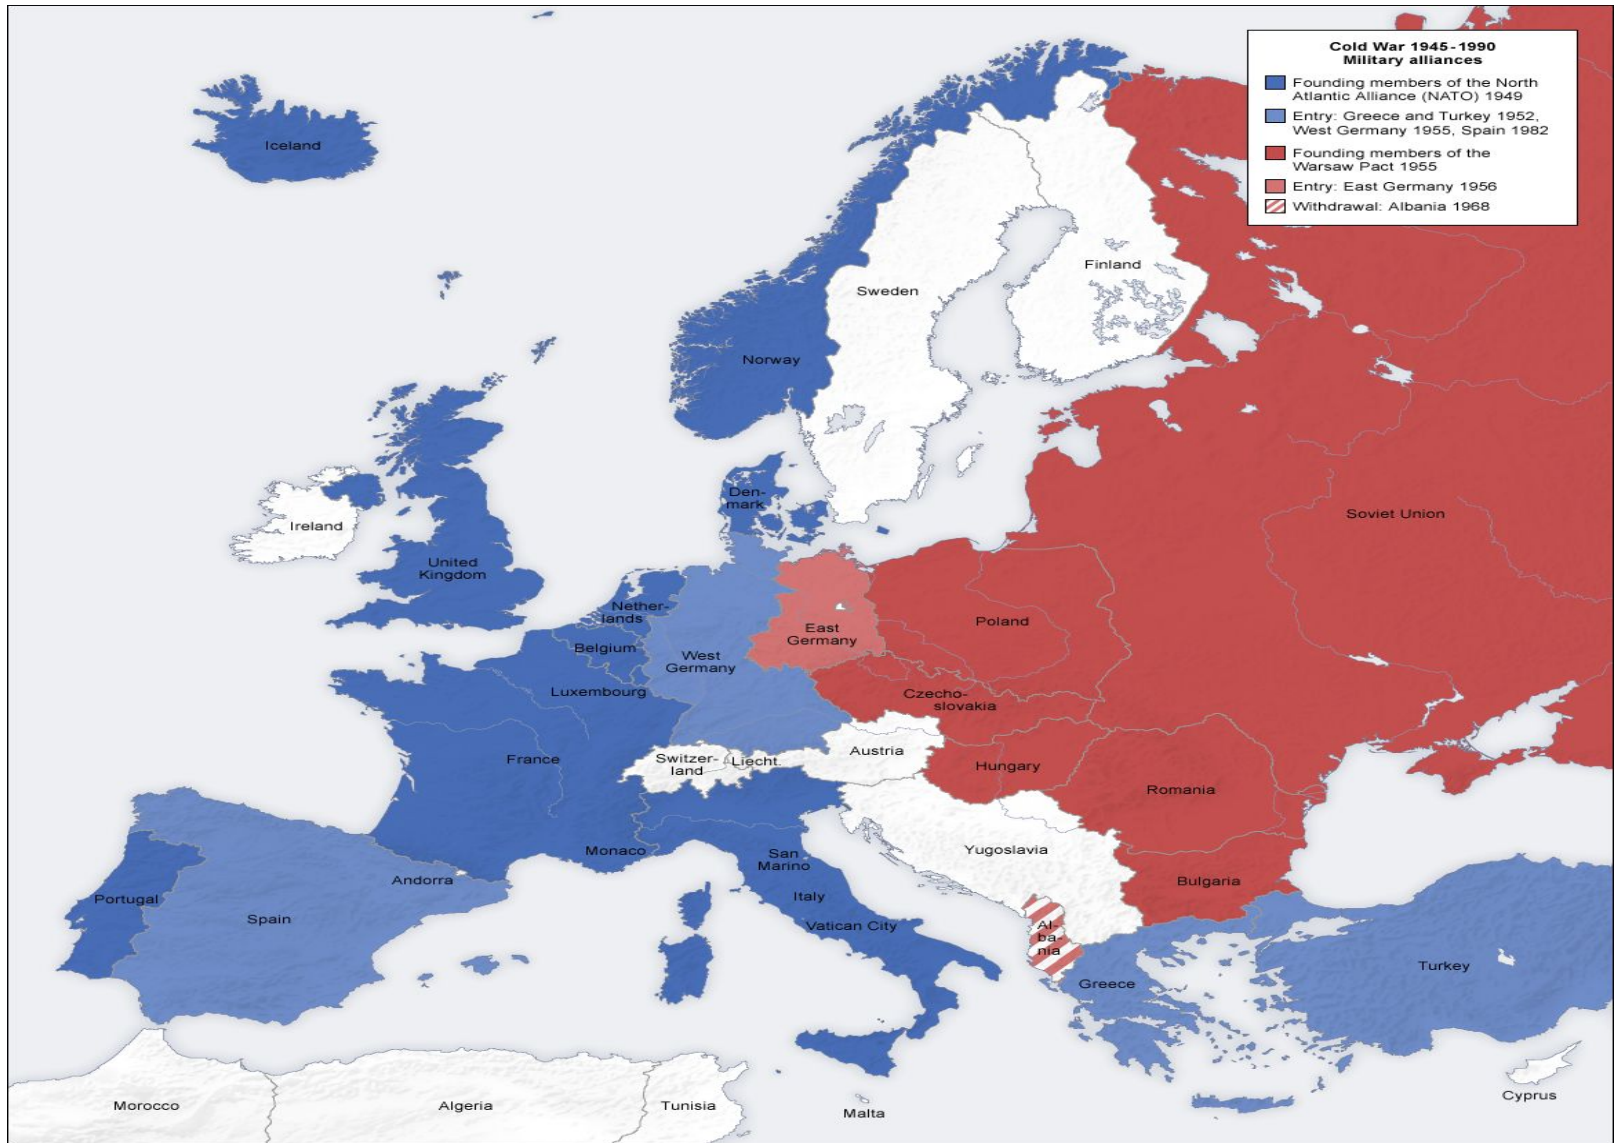 Cold War 1945-1990
Military alliances
Founding members of the North
Atlantic Alliance (NATO) 1949
Entry: Greece and Turkey 1952,
West Germany 1955, Spain 1982
Founding members of the
Warsaw Pact 1955
Entry: East Germany 1956
Withdrawal: Albania 1968
Iceland
Finland
Sweden
Norway
Den-
mark
Soviet Union
Ireland
United
Kingdom
Nether-
lands
Belgium
East
Germany
Poland
West
Germany
Luxembourg
Czecho-
slovakia
France
Switzer-
land
Liecht.
Austria
Hungary
Romania
Monaco
San
Marino
Yugoslavia
Andorra
Bulgaria
Portugal
Spain
Italy
Vatican City
Al-
ba-
nia
Greece
Turkey
Morocco
Algeria
Tunisia
Malta
Cyprus